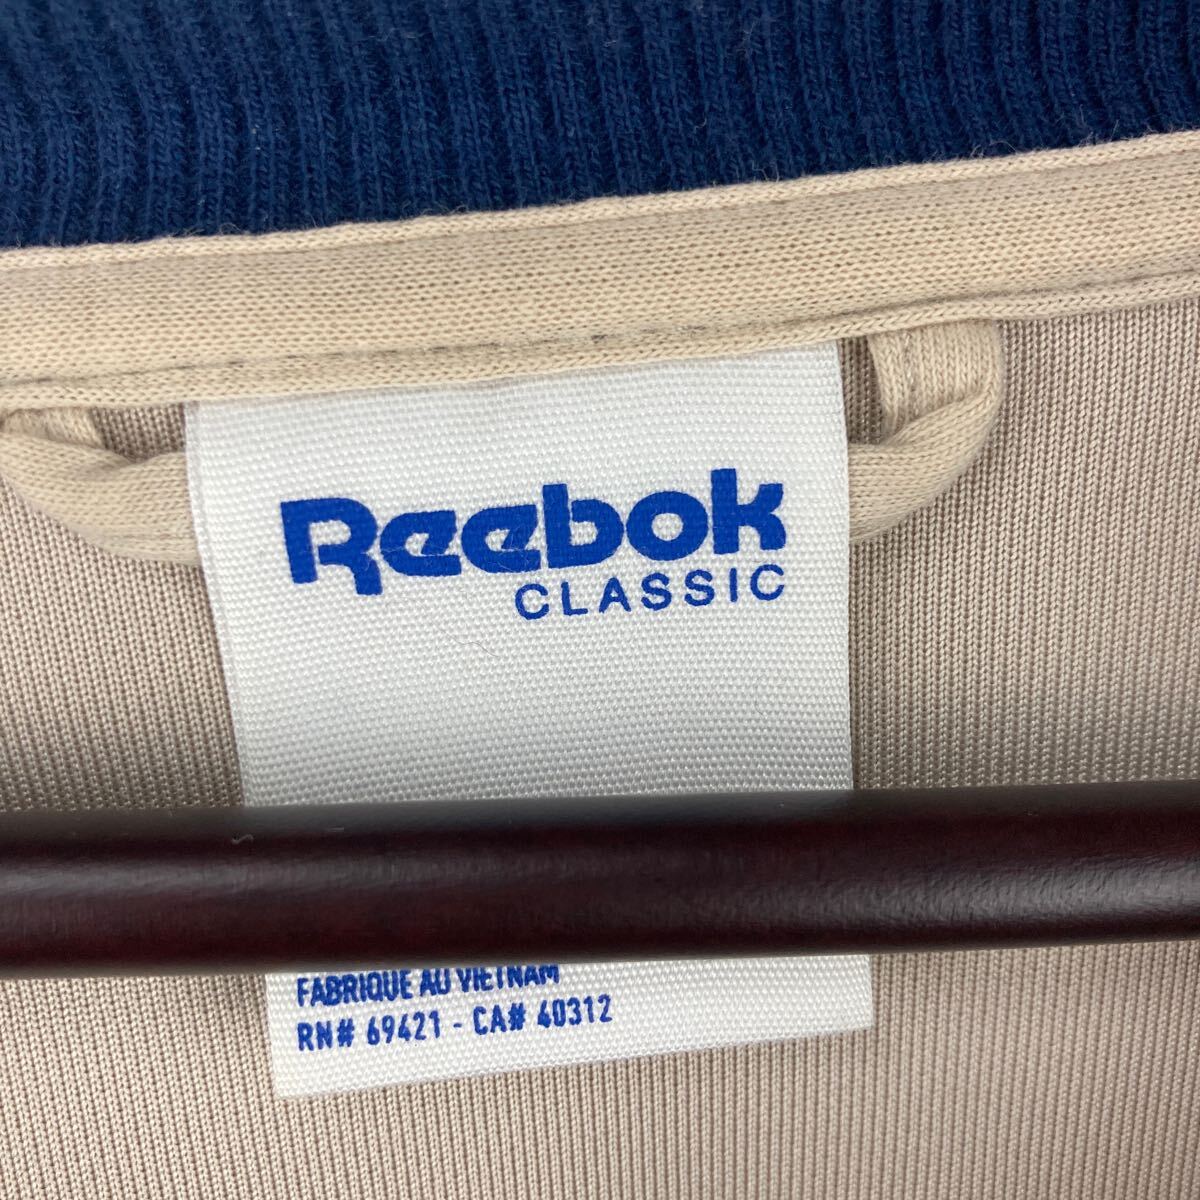 Reebok
CLASSIC
FABRIQUE AU VIETNAM
RN# 69421 - CA# 40312